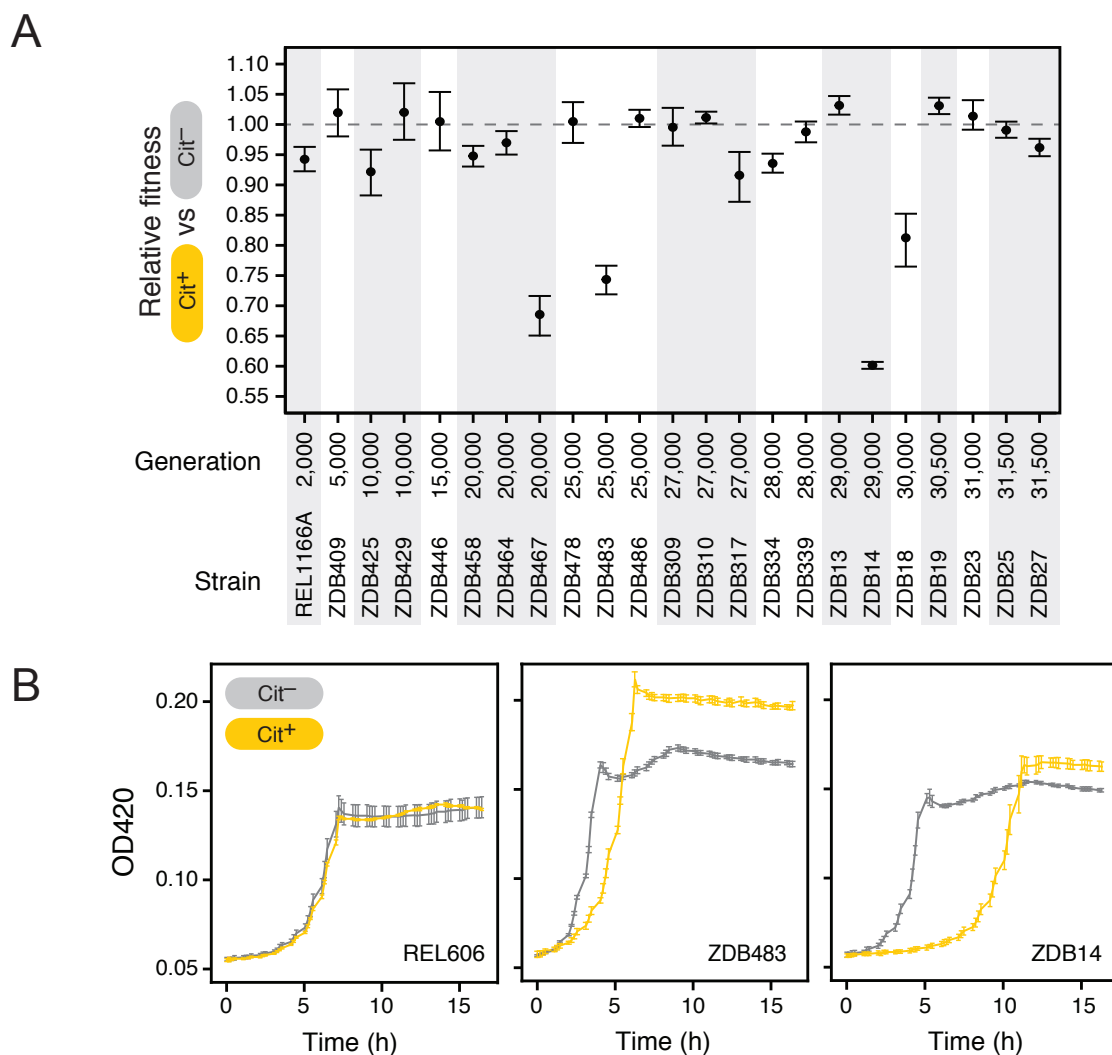 A
Relative fitness
Cit⁺ vs Cit⁻
1.10
1.05
1.00
0.95
0.90
0.85
0.80
0.75
0.70
0.65
0.60
0.55
Generation
2,000
5,000
10,000
10,000
15,000
20,000
20,000
20,000
25,000
25,000
25,000
27,000
27,000
27,000
28,000
28,000
29,000
29,000
30,000
30,500
31,000
31,500
31,500
Strain
REL1166A
ZDB409
ZDB425
ZDB429
ZDB446
ZDB458
ZDB464
ZDB467
ZDB478
ZDB483
ZDB486
ZDB309
ZDB310
ZDB317
ZDB334
ZDB339
ZDB13
ZDB14
ZDB18
ZDB19
ZDB23
ZDB25
ZDB27
B
OD420
0.20
0.15
0.10
0.05
Cit⁻
Cit⁺
REL606
0 5 10 15
Time (h)
ZDB483
0 5 10 15
Time (h)
ZDB14
0 5 10 15
Time (h)